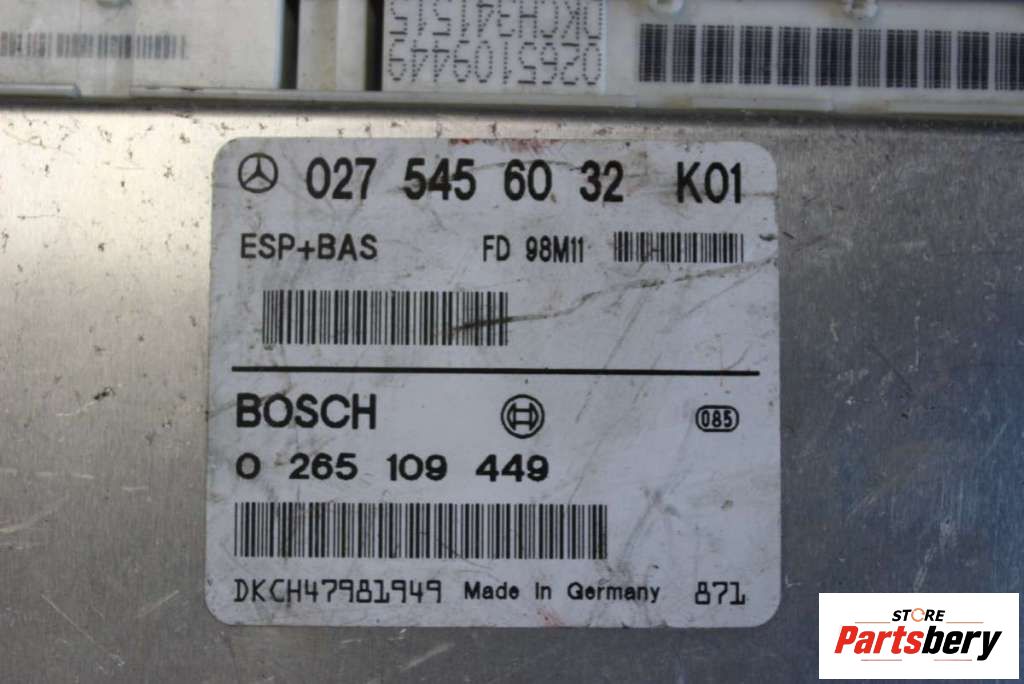 DKCH341515
0265109449
027 545 60 32 K01
ESP+BAS FD 98M11
BOSCH
085
0 265 109 449
DKCH47981949 Made in Germany 871
STORE
Partsbery